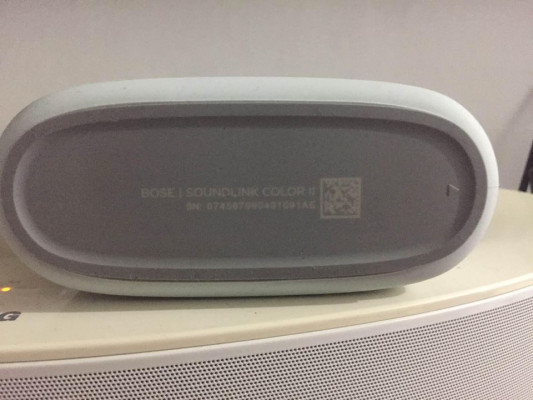 BOSE | SOUNDLINK COLOR II
SN:
G